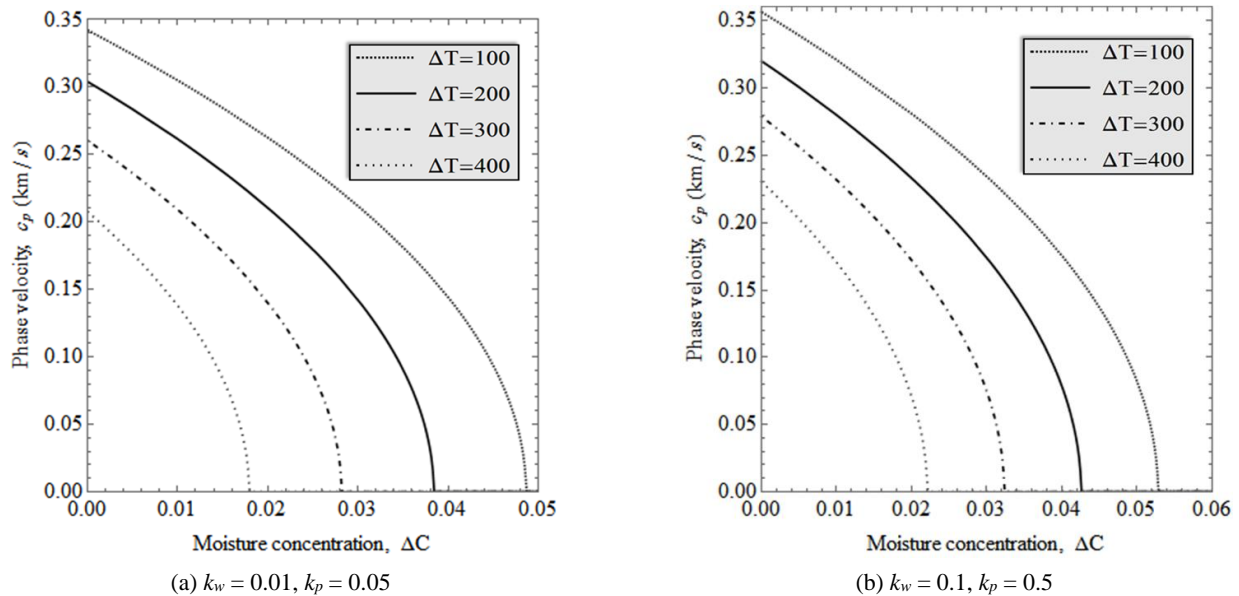 0.35
0.30
0.25
0.20
0.15
0.10
0.05
0.00
Phase velocity, c_p (km / s)
ΔT=100
ΔT=200
ΔT=300
ΔT=400
0.00 0.01 0.02 0.03 0.04 0.05
Moisture concentration, ΔC
(a) k_w = 0.01, k_p = 0.05
0.35
0.30
0.25
0.20
0.15
0.10
0.05
0.00
Phase velocity, c_p (km / s)
ΔT=100
ΔT=200
ΔT=300
ΔT=400
0.00 0.01 0.02 0.03 0.04 0.05 0.06
Moisture concentration, ΔC
(b) k_w = 0.1, k_p = 0.5